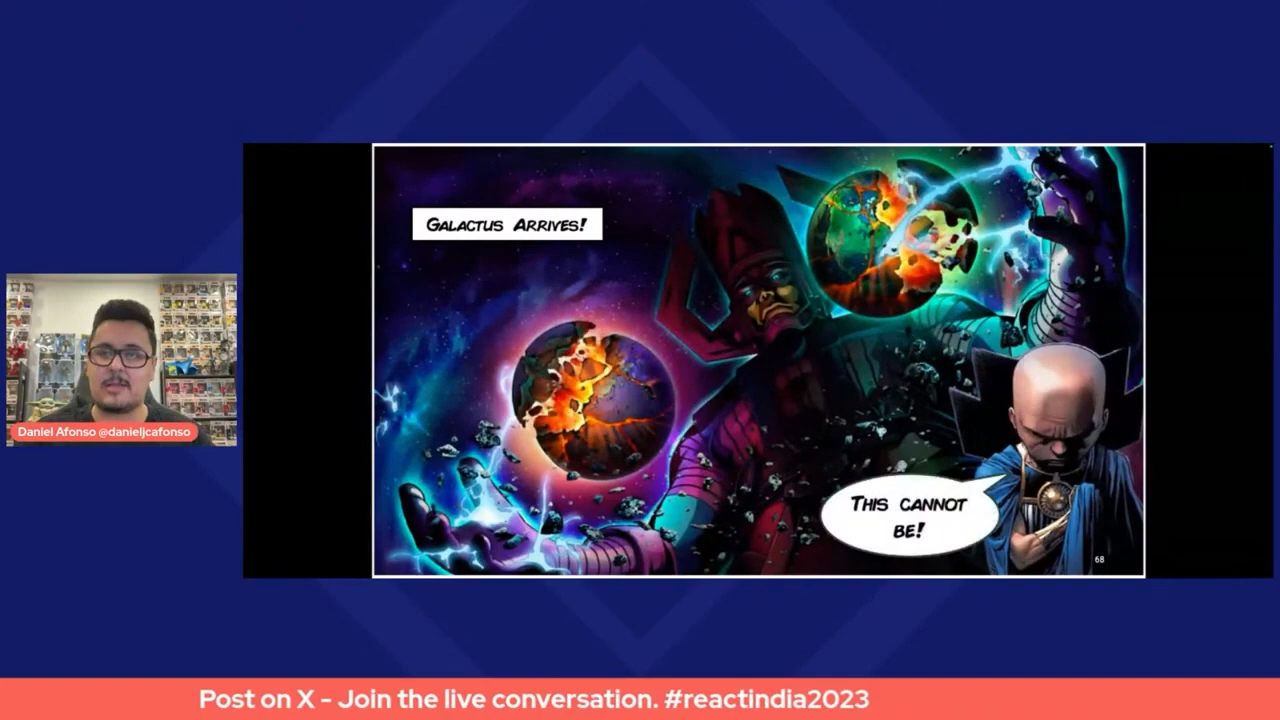 GALACTUS ARRIVES!
THIS CANNOT
BE!
68
Daniel Afonso @danieljcafonso
Post on X - Join the live conversation. #reactindia2023